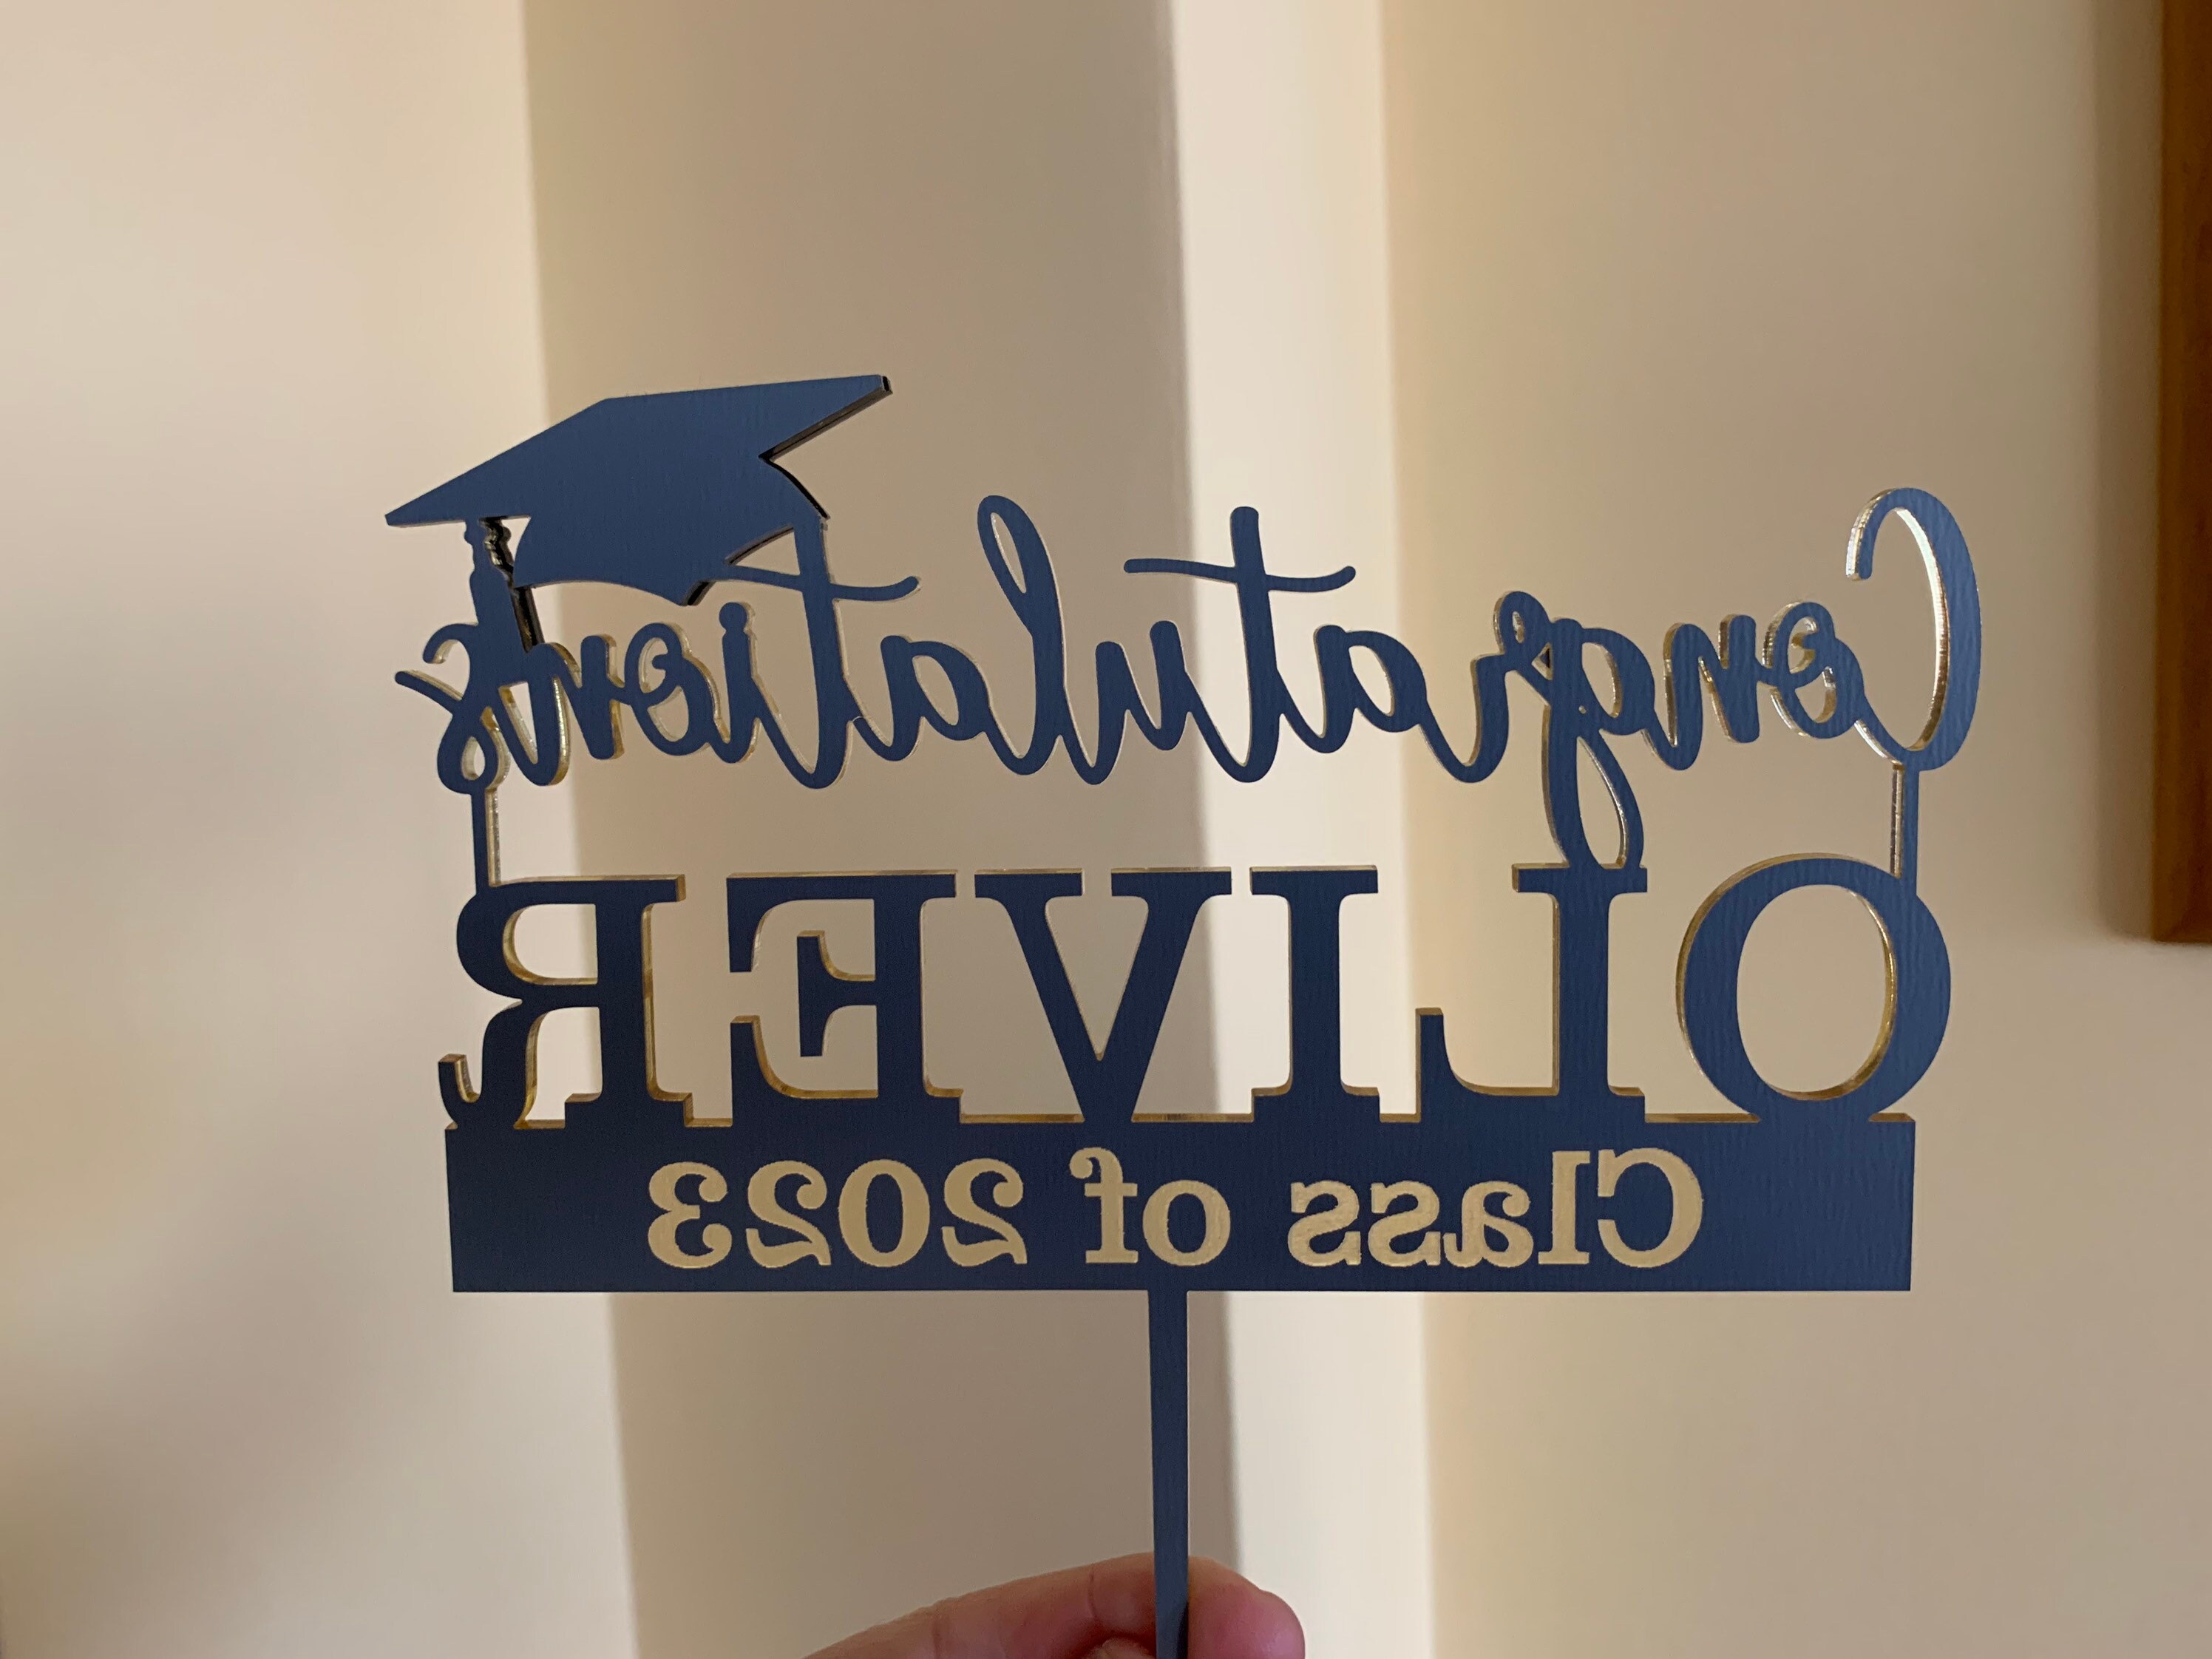 Congratulations
OLIVER
Class of 2023